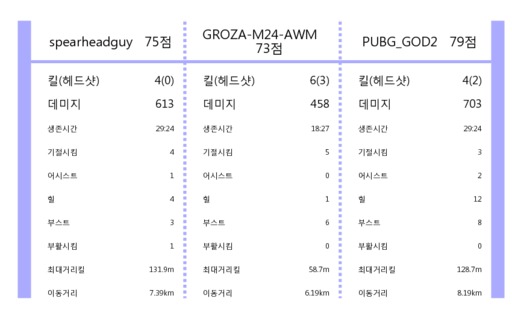 spearheadguy 75점
GROZA-M24-AWM
73점
PUBG_GOD2 79점
킬(헤드샷) 4(0)
데미지 613
생존시간 29:24
기절시킴 4
어시스트 1
힐 4
부스트 3
부활시킴 1
최대거리킬 131.9m
이동거리 7.39km
킬(헤드샷) 6(3)
데미지 458
생존시간 18:27
기절시킴 5
어시스트 0
힐 1
부스트 6
부활시킴 0
최대거리킬 58.7m
이동거리 6.19km
킬(헤드샷) 4(2)
데미지 703
생존시간 29:24
기절시킴 3
어시스트 2
힐 12
부스트 8
부활시킴 0
최대거리킬 128.7m
이동거리 8.19km